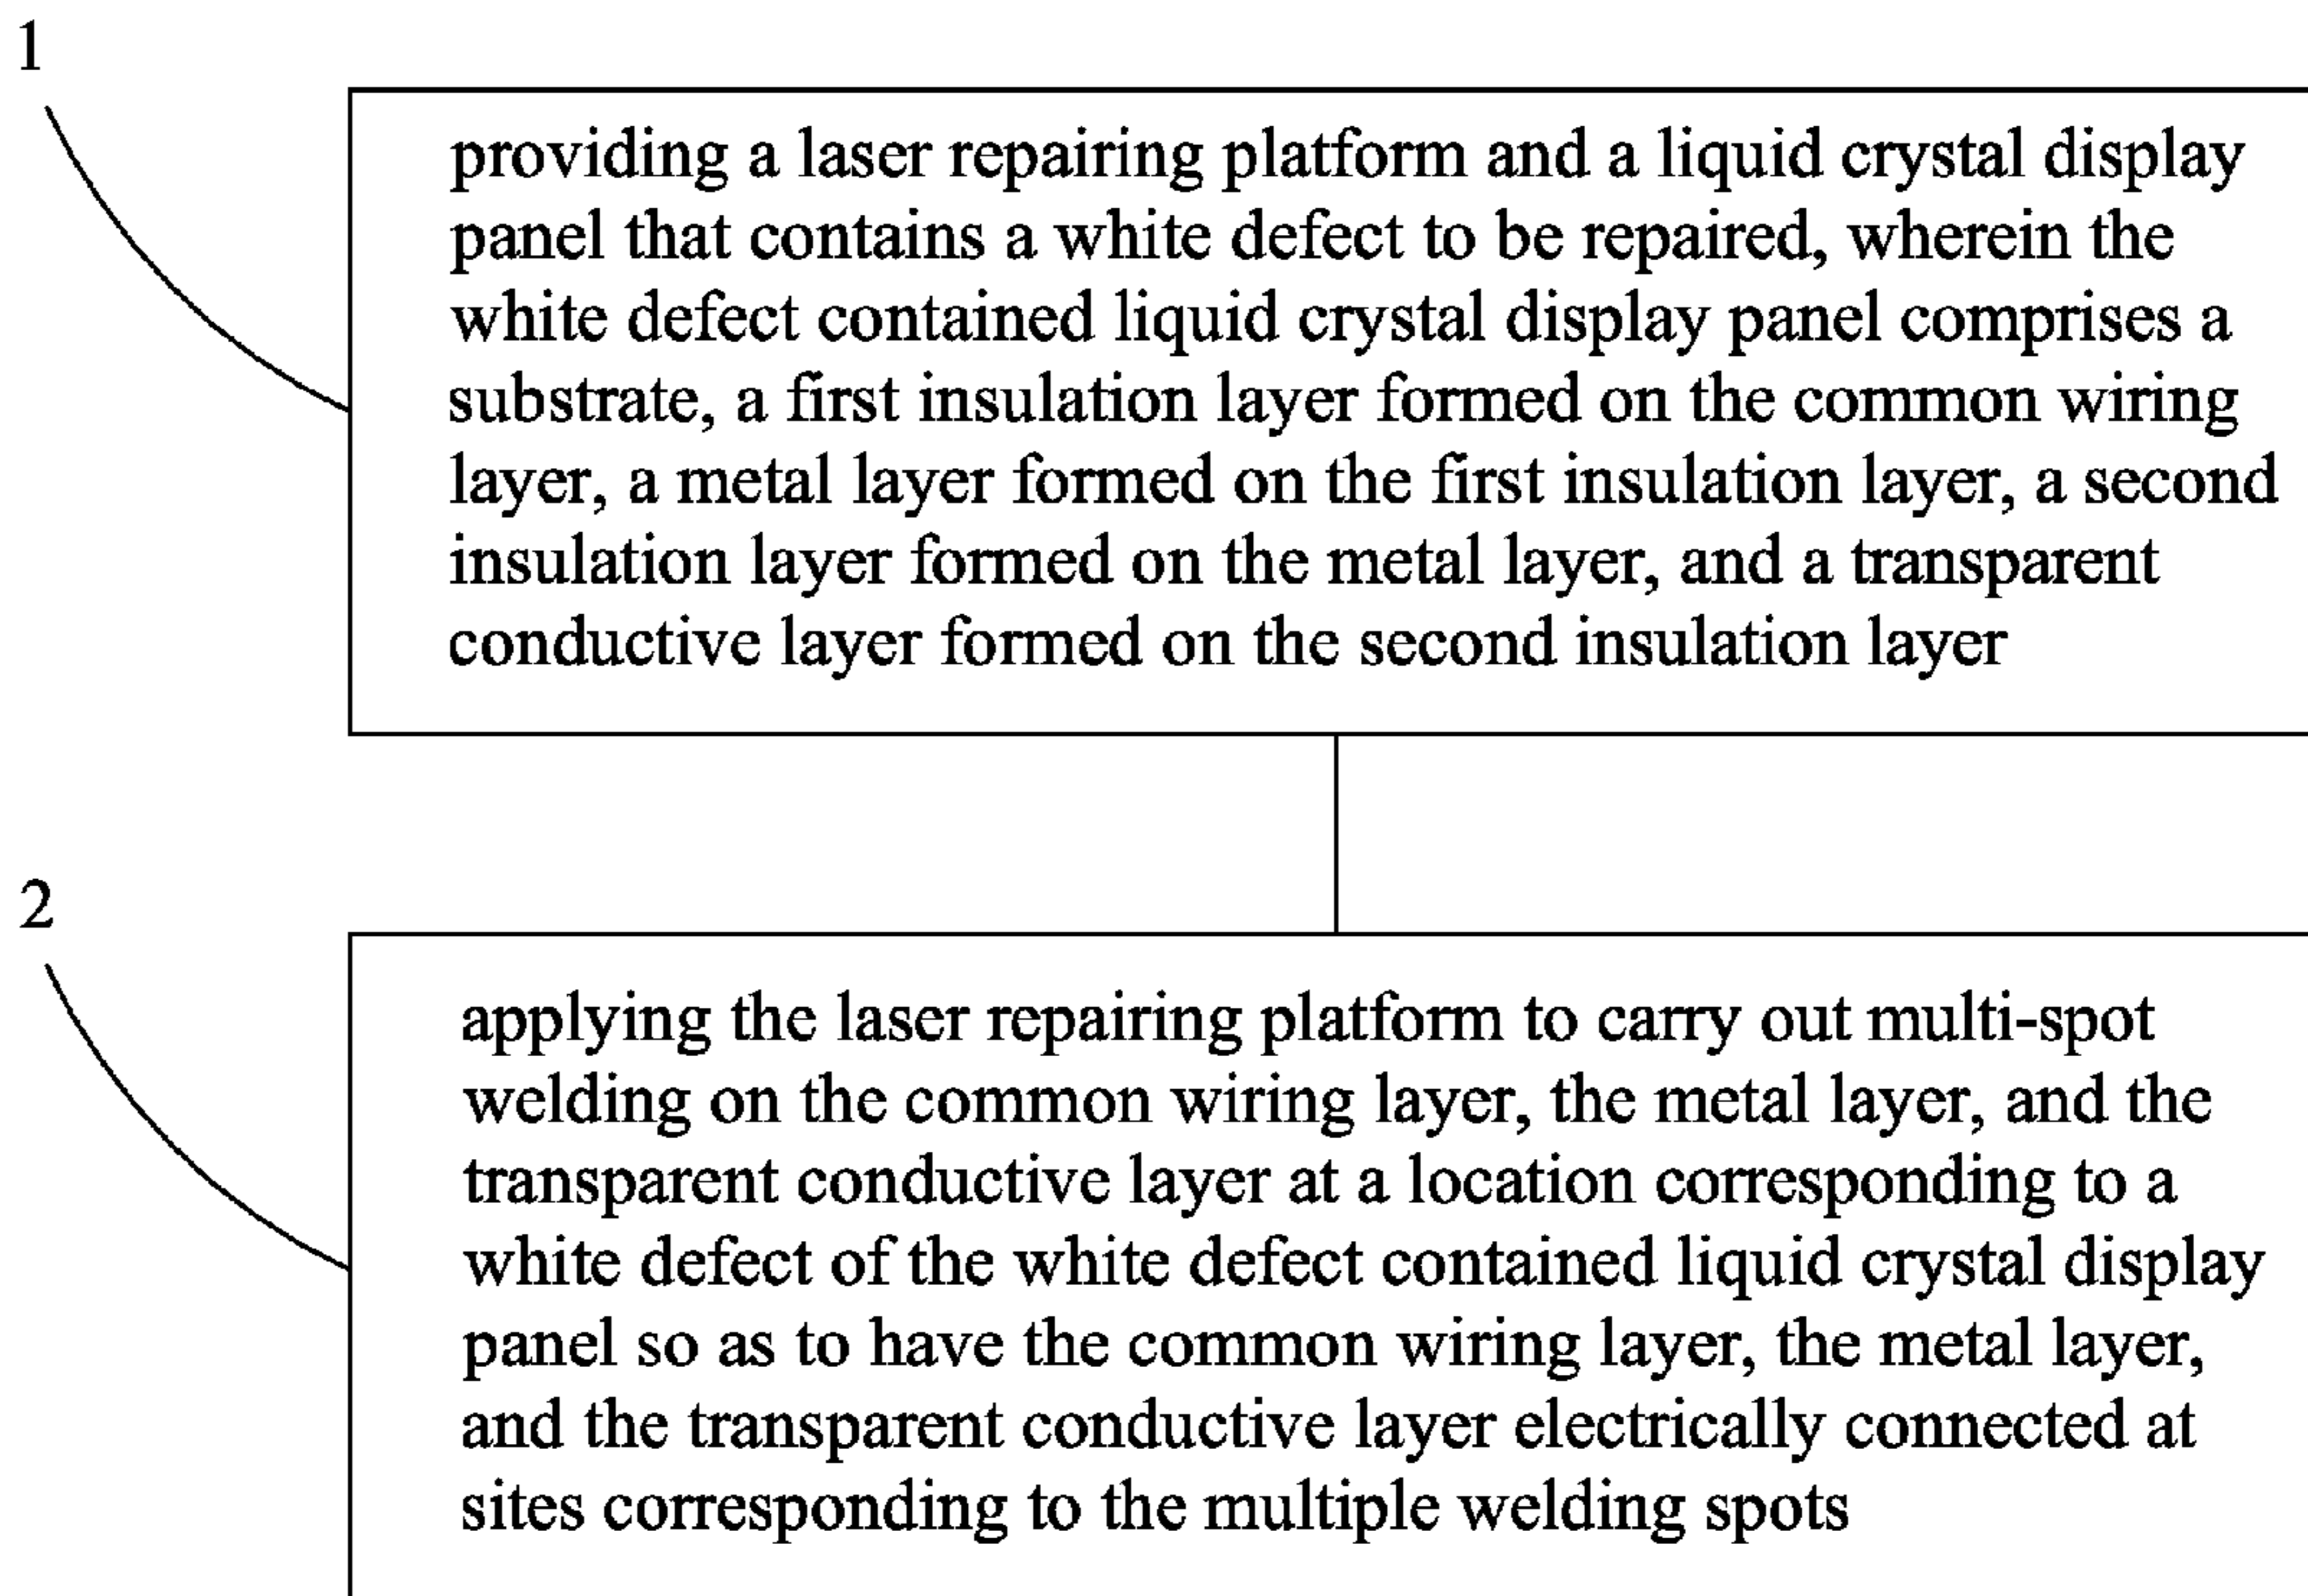 1
providing a laser repairing platform and a liquid crystal display
panel that contains a white defect to be repaired, wherein the
white defect contained liquid crystal display panel comprises a
substrate, a first insulation layer formed on the common wiring
layer, a metal layer formed on the first insulation layer, a second
insulation layer formed on the metal layer, and a transparent
conductive layer formed on the second insulation layer
2
applying the laser repairing platform to carry out multi-spot
welding on the common wiring layer, the metal layer, and the
transparent conductive layer at a location corresponding to a
white defect of the white defect contained liquid crystal display
panel so as to have the common wiring layer, the metal layer,
and the transparent conductive layer electrically connected at
sites corresponding to the multiple welding spots